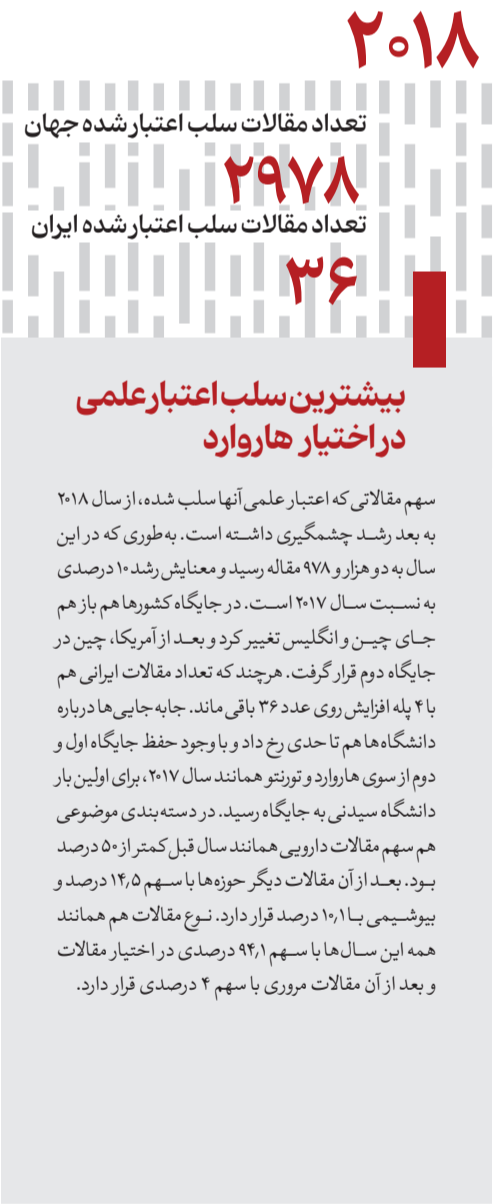 ۲۰۱۸
تعداد مقالات سلب اعتبار شده جهان
۲۹۷۸
تعداد مقالات سلب اعتبار شده ایران
۳۶
بیشترین سلب اعتبار علمی
در اختیار هاروارد
سهم مقالاتی که اعتبار علمی آنها سلب شده، از سال ۲۰۱۸
به بعد رشد چشمگیری داشته است. به‌طوری که در این
سال به دو هزار و ۹۷۸ مقاله رسید و معنایش رشد ۱۰ درصدی
به نسبت سال ۲۰۱۷ است. در جایگاه کشورها هم باز هم
جای چین و انگلیس تغییر کرد و بعد از آمریکا، چین در
جایگاه دوم قرار گرفت. هرچند که تعداد مقالات ایرانی هم
با ۴ پله افزایش روی عدد ۳۶ باقی ماند. جابه‌جایی‌ها درباره
دانشگاه‌ها هم تا حدی رخ داد و با وجود حفظ جایگاه اول و
دوم از سوی هاروارد و تورنتو همانند سال ۲۰۱۷، برای اولین بار
دانشگاه سیدنی به جایگاه رسید. در دسته‌بندی موضوعی
هم سهم مقالات دارویی همانند سال قبل کمتر از ۵۰ درصد
بود. بعد از آن مقالات دیگر حوزه‌ها با سهم ۱۴٫۵ درصد و
بیوشیمی با ۱۰٫۱ درصد قرار دارد. نوع مقالات هم همانند
همه این سال‌ها با سهم ۹۴٫۱ درصدی در اختیار مقالات
و بعد از آن مقالات مروری با سهم ۴ درصدی قرار دارد.